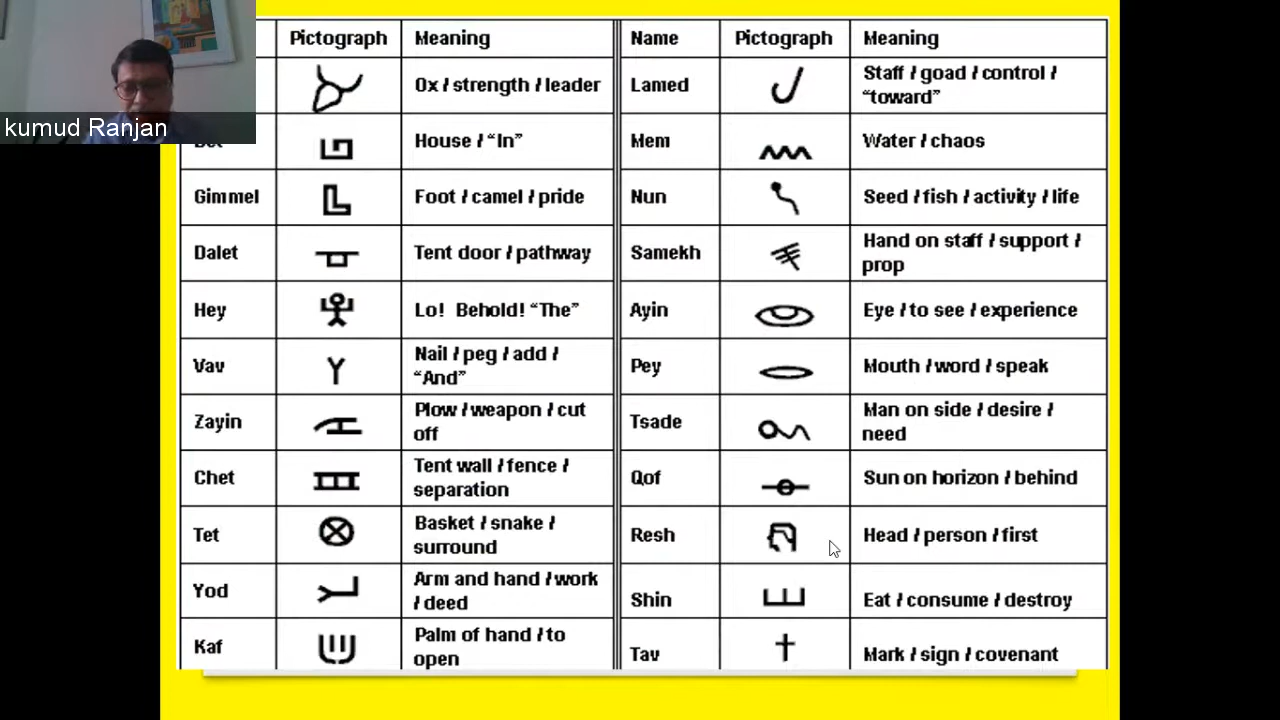 kumud Ranjan
Pictograph Meaning Name Pictograph Meaning
Ox / strength / leader
Lamed
Staff / goad / control /
“toward”
House / “In”
Mem
Water / chaos
Gimmel
Foot / camel / pride
Nun
Seed / fish / activity / life
Dalet
Tent door / pathway
Samekh
Hand on staff / support /
prop
Hey
Lo! Behold! “The”
Ayin
Eye / to see / experience
Vav
Nail / peg / add /
“And”
Pey
Mouth / word / speak
Zayin
Plow / weapon / cut
off
Tsade
Man on side / desire /
need
Chet
Tent wall / fence /
separation
Qof
Sun on horizon / behind
Tet
Basket / snake /
surround
Resh
Head / person / first
Yod
Arm and hand / work
/ deed
Shin
Eat / consume / destroy
Kaf
Palm of hand / to
open
Tav
Mark / sign / covenant